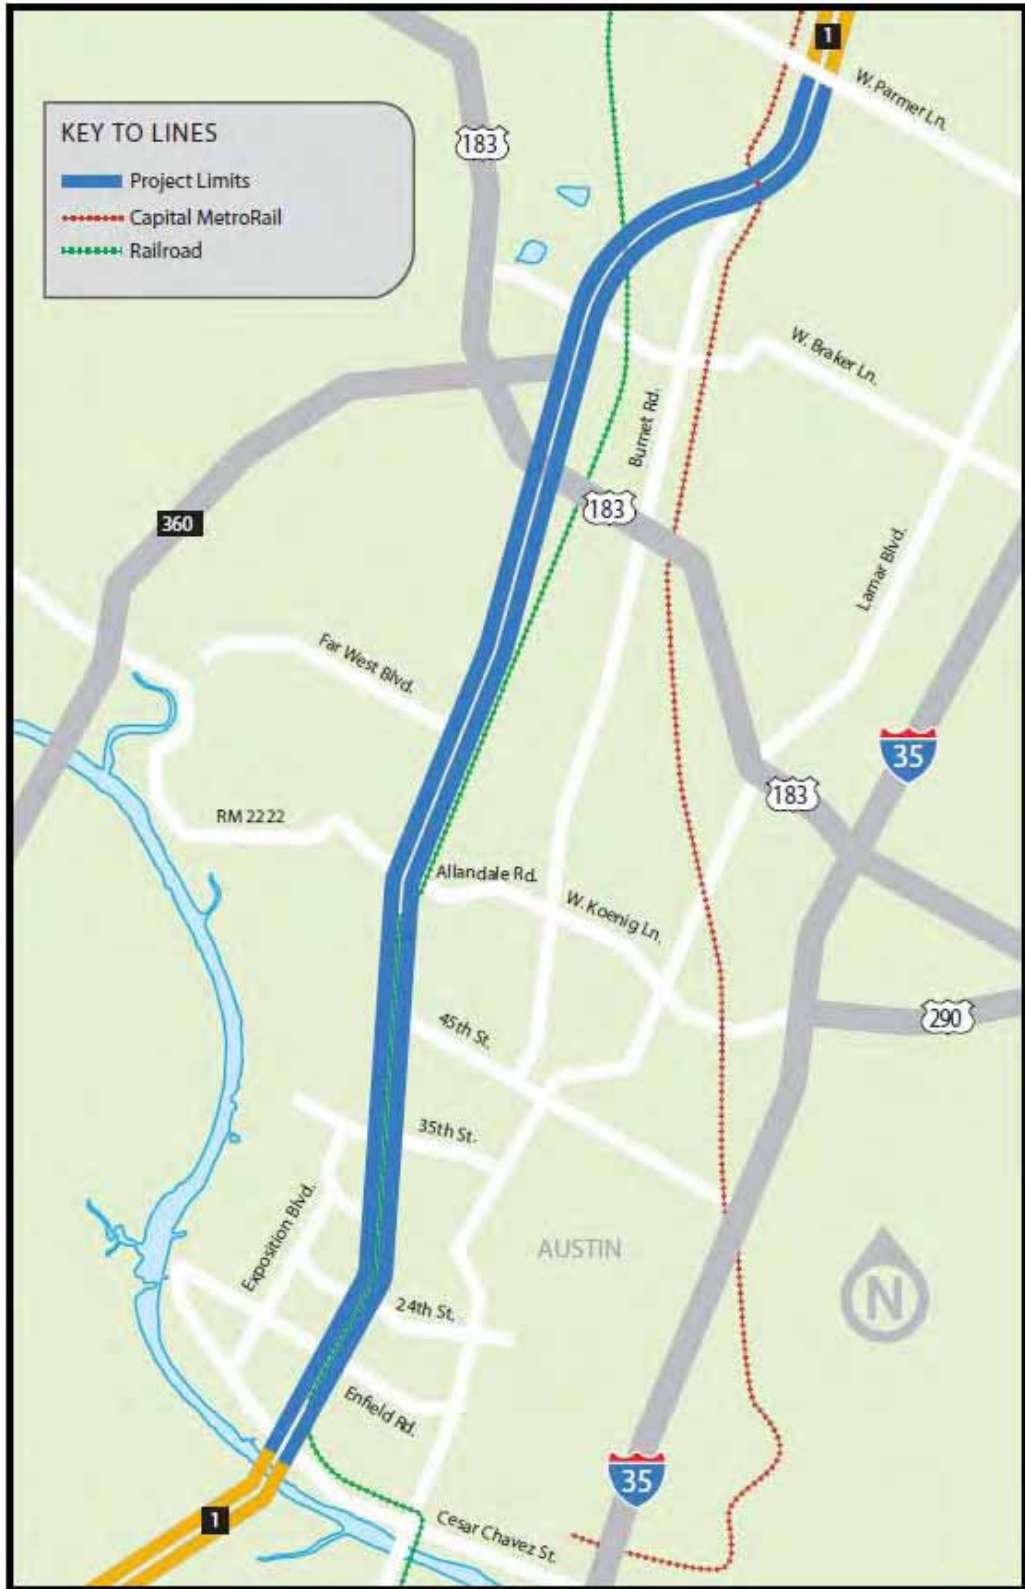 1
W. Parmer Ln.
KEY TO LINES
183
Project Limits
Capital MetroRail
Railroad
W. Braker Ln.
Burnet Rd.
183
360
Lamar Blvd.
Far West Blvd.
35
183
RM 2222
Allandale Rd.
W. Koenig Ln.
290
45th St.
35th St.
Exposition Blvd.
AUSTIN
N
24th St.
Enfield Rd.
35
1
Cesar Chavez St.